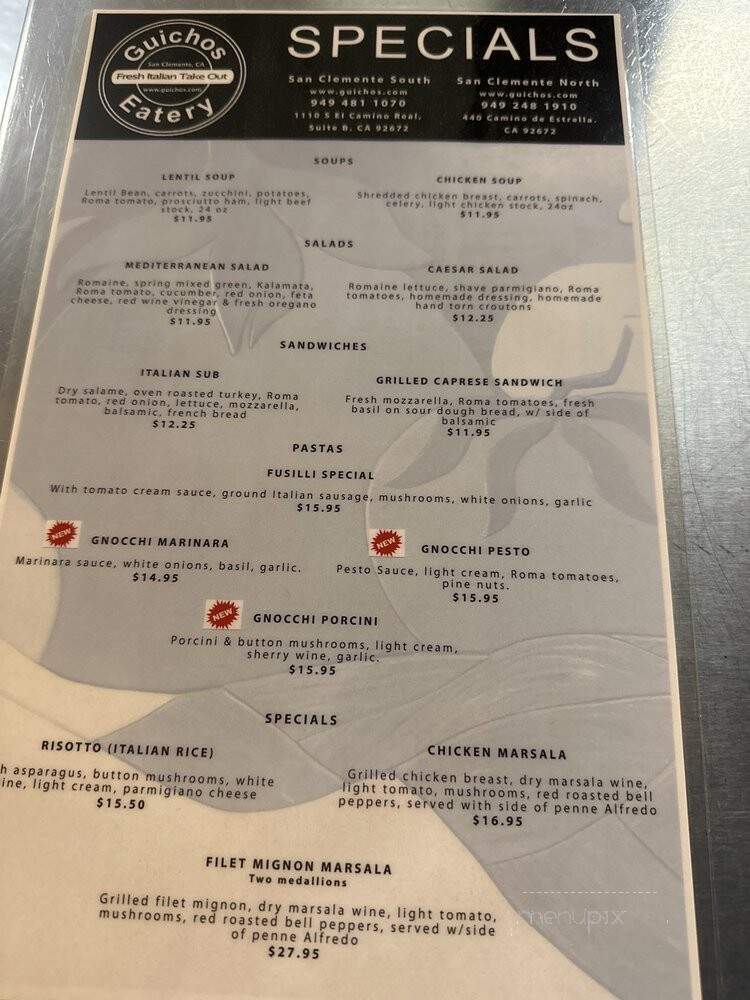 Guichos
San Clemente, CA
Fresh Italian Take Out
www.guichos.com
Eatery
SPECIALS
San Clemente South
www.guichos.com
949 481 1070
1110 S El Camino Real,
Suite B, CA 92672
San Clemente North
www.guichos.com
949 248 1910
440 Camino de Estrella.
CA 92672
SOUPS
LENTIL SOUP
Lentil Bean, carrots, zucchini, potatoes,
Roma tomato, prosciutto ham, light beef
stock, 24 oz
$11.95
CHICKEN SOUP
Shredded chicken breast, carrots, spinach,
celery, light chicken stock, 24oz
$11.95
SALADS
MEDITERRANEAN SALAD
Romaine, spring mixed green, Kalamata,
Roma tomato, cucumber, red onion, feta
cheese, red wine vinegar & fresh oregano
dressing
$11.95
CAESAR SALAD
Romaine lettuce, shave parmigiano, Roma
tomatoes, homemade dressing, homemade
hand torn croutons
$12.25
SANDWICHES
ITALIAN SUB
Dry salame, oven roasted turkey, Roma
tomato, red onion, lettuce, mozzarella,
balsamic, french bread
$12.25
GRILLED CAPRESE SANDWICH
Fresh mozzarella, Roma tomatoes, fresh
basil on sour dough bread, w/ side of
balsamic
$11.95
PASTAS
FUSILLI SPECIAL
With tomato cream sauce, ground Italian sausage, mushrooms, white onions, garlic
$15.95
NEW
GNOCCHI MARINARA
Marinara sauce, white onions, basil, garlic.
$14.95
NEW
GNOCCHI PESTO
Pesto Sauce, light cream, Roma tomatoes,
pine nuts.
$15.95
NEW
GNOCCHI PORCINI
Porcini & button mushrooms, light cream,
sherry wine, garlic.
$15.95
SPECIALS
RISOTTO (ITALIAN RICE)
h asparagus, button mushrooms, white
ine, light cream, parmigiano cheese
$15.50
CHICKEN MARSALA
Grilled chicken breast, dry marsala wine,
light tomato, mushrooms, red roasted bell
peppers, served with side of penne Alfredo
$16.95
FILET MIGNON MARSALA
Two medallions
Grilled filet mignon, dry marsala wine, light tomato,
mushrooms, red roasted bell peppers, served w/side
of penne Alfredo
$27.95
menupix